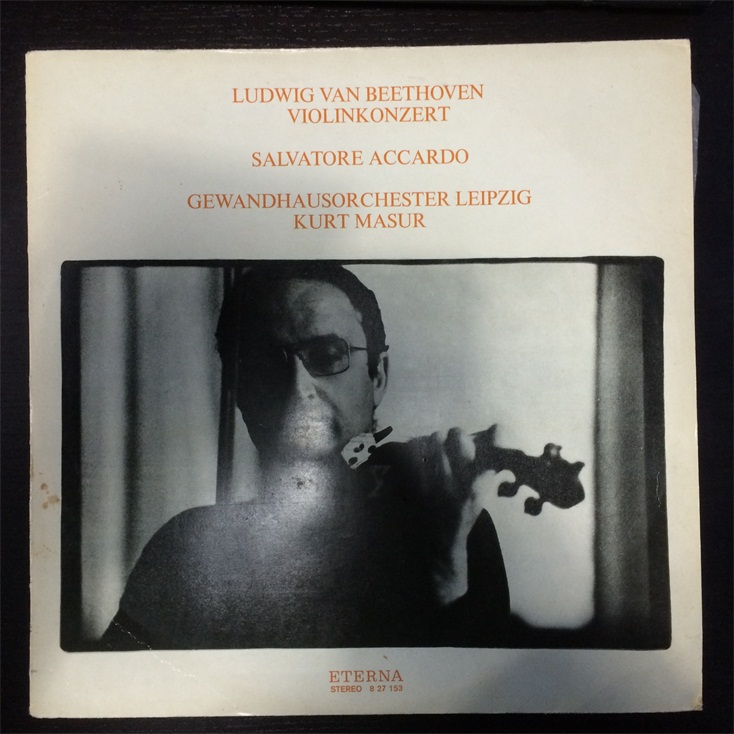 LUDWIG VAN BEETHOVEN
VIOLINKONZERT
SALVATORE ACCARDO
GEWANDHAUSORCHESTER LEIPZIG
KURT MASUR
ETERNA
STEREO 8 27 153